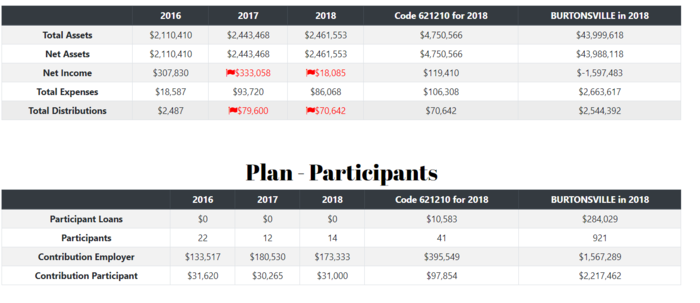 2016 2017 2018 Code 621210 for 2018 BURTONSVILLE in 2018
Total Assets $2,110,410 $2,443,468 $2,461,553 $4,750,566 $43,999,618
Net Assets $2,110,410 $2,443,468 $2,461,553 $4,750,566 $43,988,118
Net Income $307,830 $333,058 $18,085 $119,410 $-1,597,483
Total Expenses $18,587 $93,720 $86,068 $106,308 $2,663,617
Total Distributions $2,487 $79,600 $70,642 $70,642 $2,544,392
Plan - Participants
2016 2017 2018 Code 621210 for 2018 BURTONSVILLE in 2018
Participant Loans $0 $0 $0 $10,583 $284,029
Participants 22 12 14 41 921
Contribution Employer $133,517 $180,530 $173,333 $395,549 $1,567,289
Contribution Participant $31,620 $30,265 $31,000 $97,854 $2,217,462